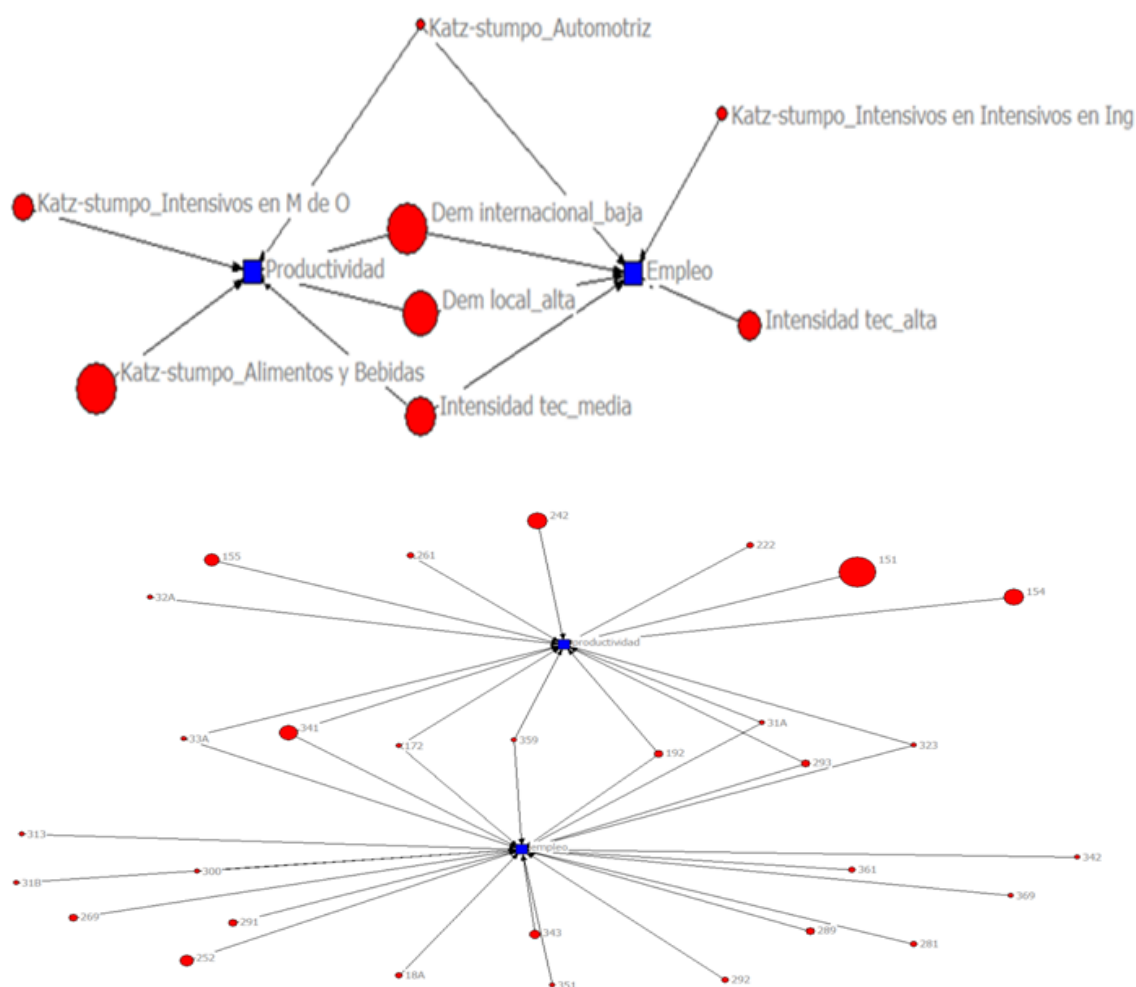 Katz-stumpo_Automotriz
Katz-stumpo_Intensivos en Intensivos en Ing
Katz-stumpo_Intensivos en M de O
Dem internacional_baja
Productividad
Empleo
Dem local_alta
Intensidad tec_alta
Katz-stumpo_Alimentos y Bebidas
Intensidad tec_media
242
222
155
261
151
154
32A
productividad
341
31A
33A
172
359
192
323
293
313
empleo
342
300
361
31B
369
269
291
343
289
281
252
18A
292
351